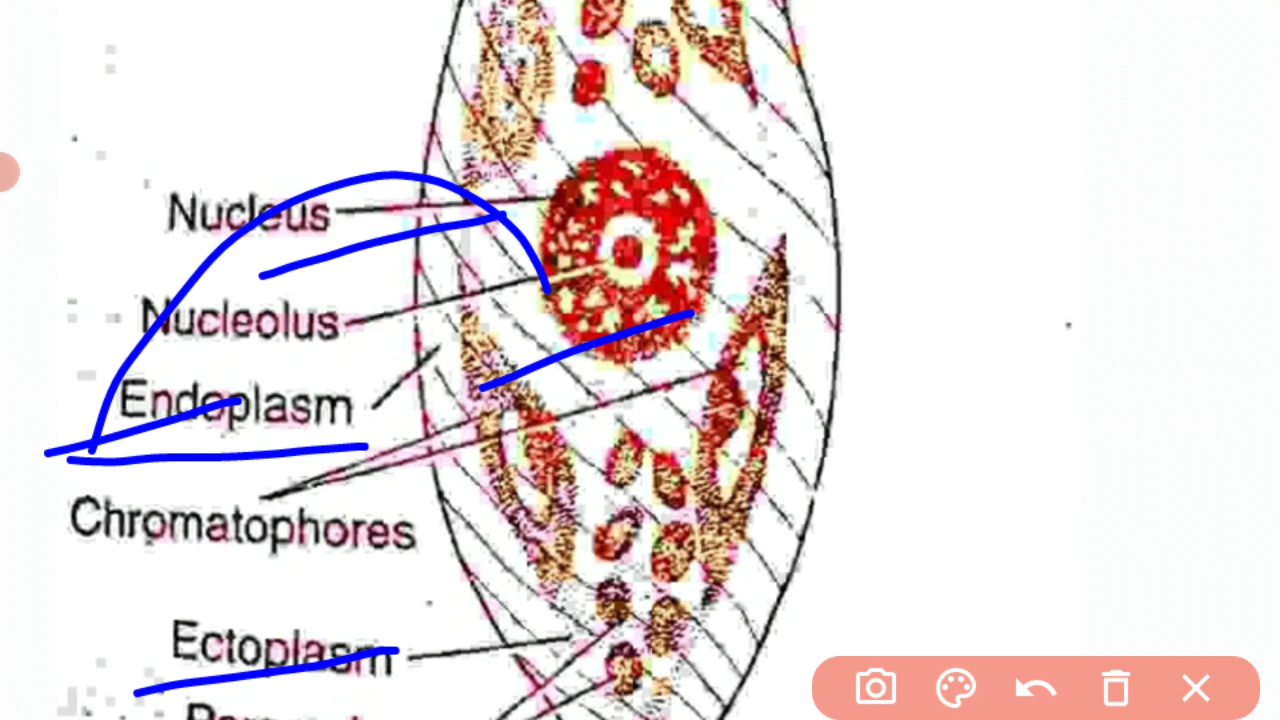 Nucleus
Nucleolus
Endoplasm
Chromatophores
Ectoplasm